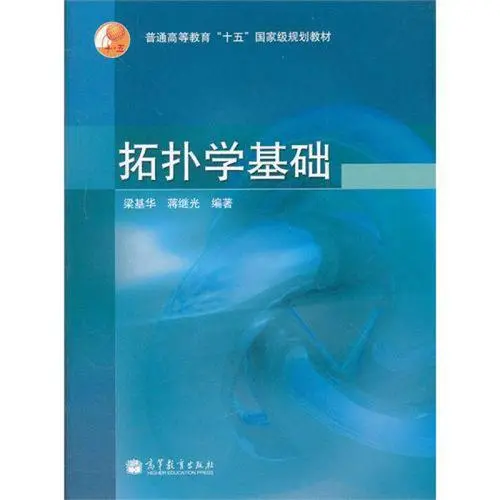 十·五
普通高等教育“十五”国家级规划教材
拓扑学基础
梁基华 蒋继光 编著
高等教育出版社
HIGHER EDUCATION PRESS